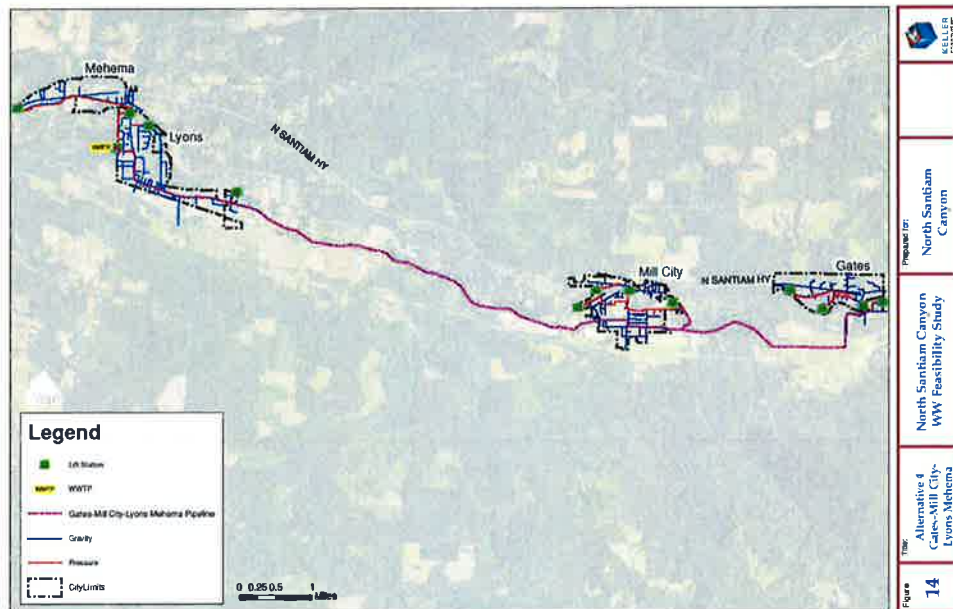 Mehema
Lyons
WWTP
N SANTIAM HY
Mill City
N SANTIAM HY
Gates
Legend
Lift Station
WWTP
Gates-Mill City-Lyons Mehema Pipeline
Gravity
Pressure
CityLimits
0 0.25 0.5 1
Miles
KELLER
Prepared for:
North Santiam
Canyon
North Santiam Canyon
WW Feasibility Study
Title:
Alternative 4
Gates-Mill City-
Lyons Mehema
Figure
14